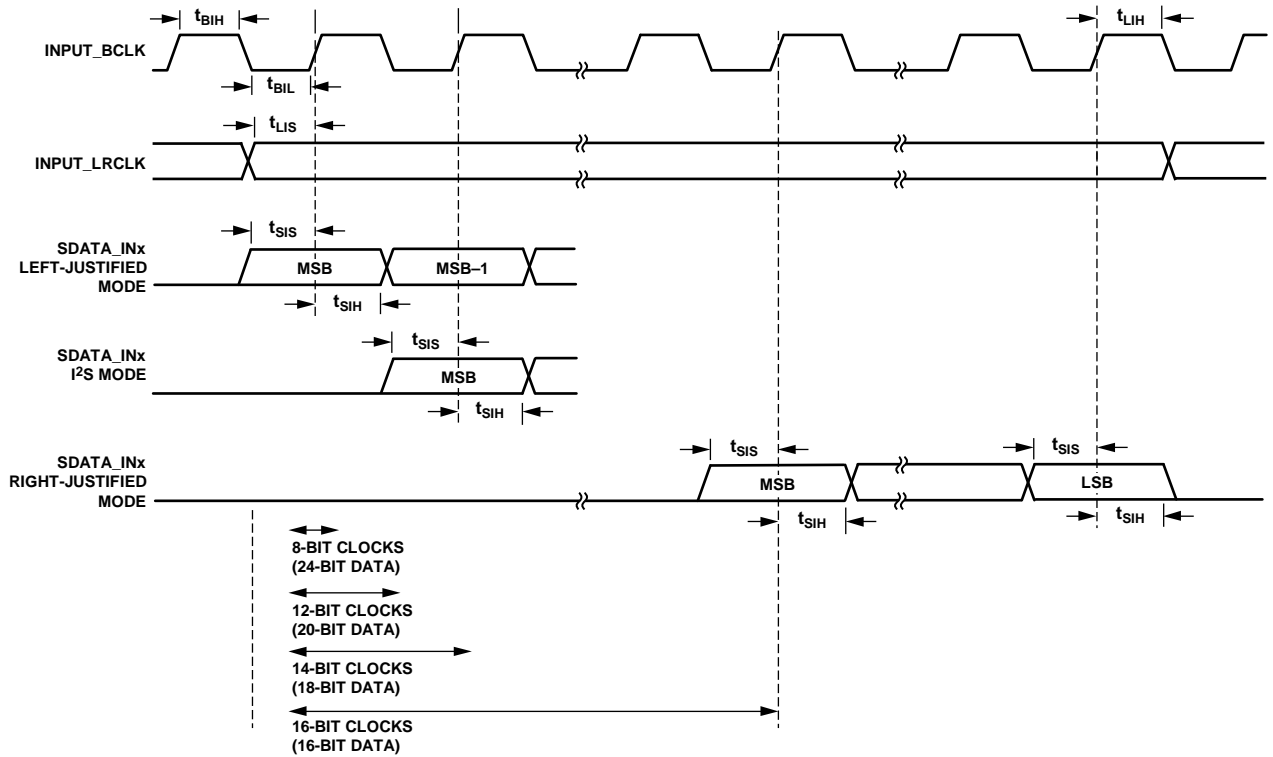 tBIH
tLIH
INPUT_BCLK
tBIL
tLIS
INPUT_LRCLK
tSIS
SDATA_INx
LEFT-JUSTIFIED
MODE
MSB
MSB–1
tSIH
tSIS
SDATA_INx
I2S MODE
MSB
tSIH
tSIS
tSIS
SDATA_INx
RIGHT-JUSTIFIED
MODE
MSB
LSB
tSIH
tSIH
8-BIT CLOCKS
(24-BIT DATA)
12-BIT CLOCKS
(20-BIT DATA)
14-BIT CLOCKS
(18-BIT DATA)
16-BIT CLOCKS
(16-BIT DATA)